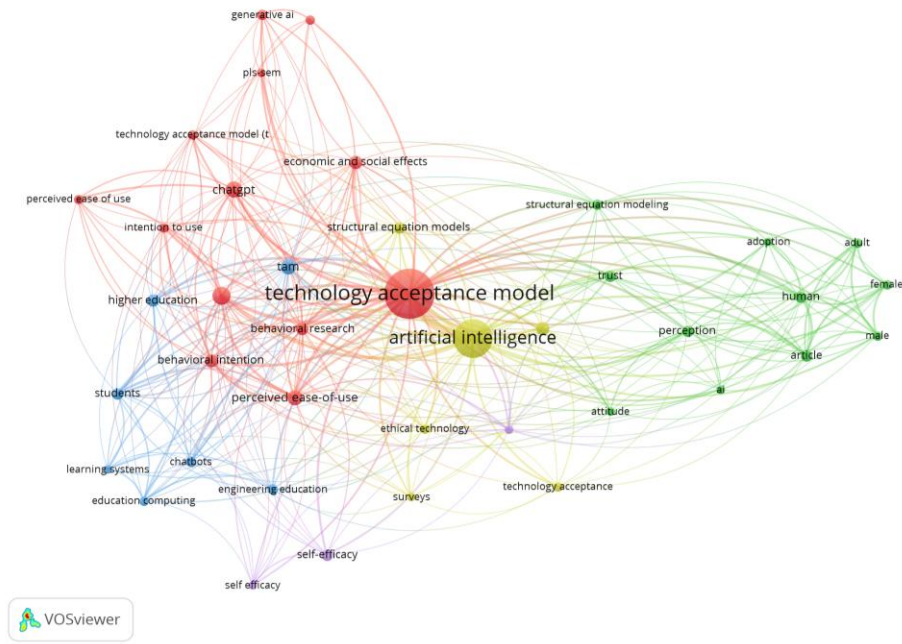 generative ai
pls-sem
technology acceptance model (t
economic and social effects
chatgpt
perceived ease of use
structural equation modeling
intention to use
structural equation models
adoption
adult
tam
trust
female
technology acceptance model
human
higher education
behavioral research
perception
male
artificial intelligence
article
behavioral intention
ai
students
perceived ease-of-use
attitude
ethical technology
chatbots
learning systems
technology acceptance
engineering education
surveys
education computing
self-efficacy
self efficacy
VOSviewer